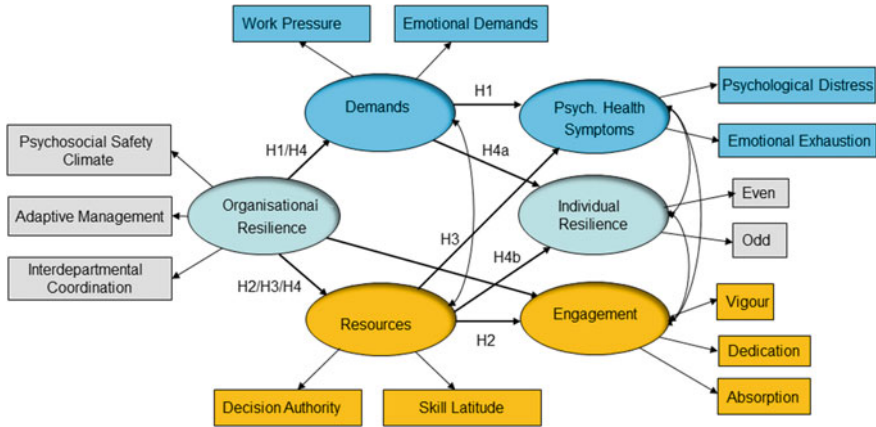 Work Pressure
Emotional Demands
Demands
H1
Psych. Health
Symptoms
Psychological Distress
Emotional Exhaustion
Psychosocial Safety
Climate
H1/H4
H4a
Adaptive Management
Organisational
Resilience
Individual
Resilience
Even
Odd
Interdepartmental
Coordination
H3
H4b
H2/H3/H4
Resources
H2
Engagement
Vigour
Dedication
Absorption
Decision Authority
Skill Latitude